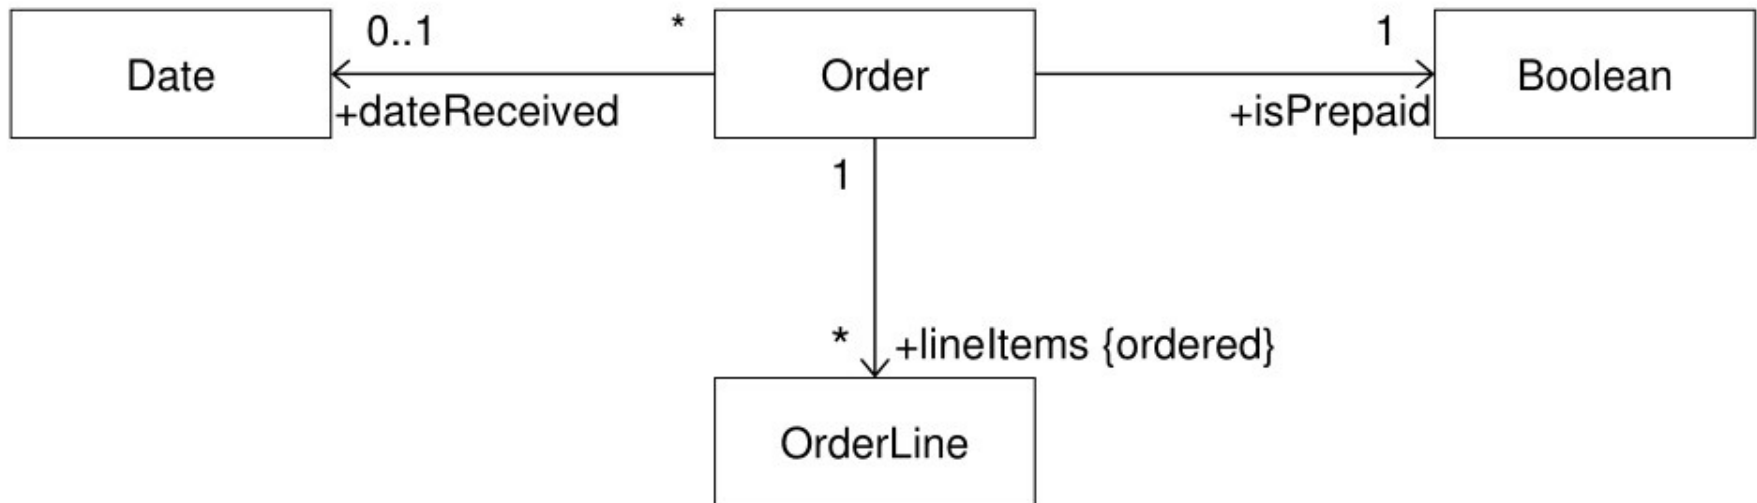 0..1
*
1
Date
Order
Boolean
+dateReceived
+isPrepaid
1
*
+lineItems {ordered}
OrderLine